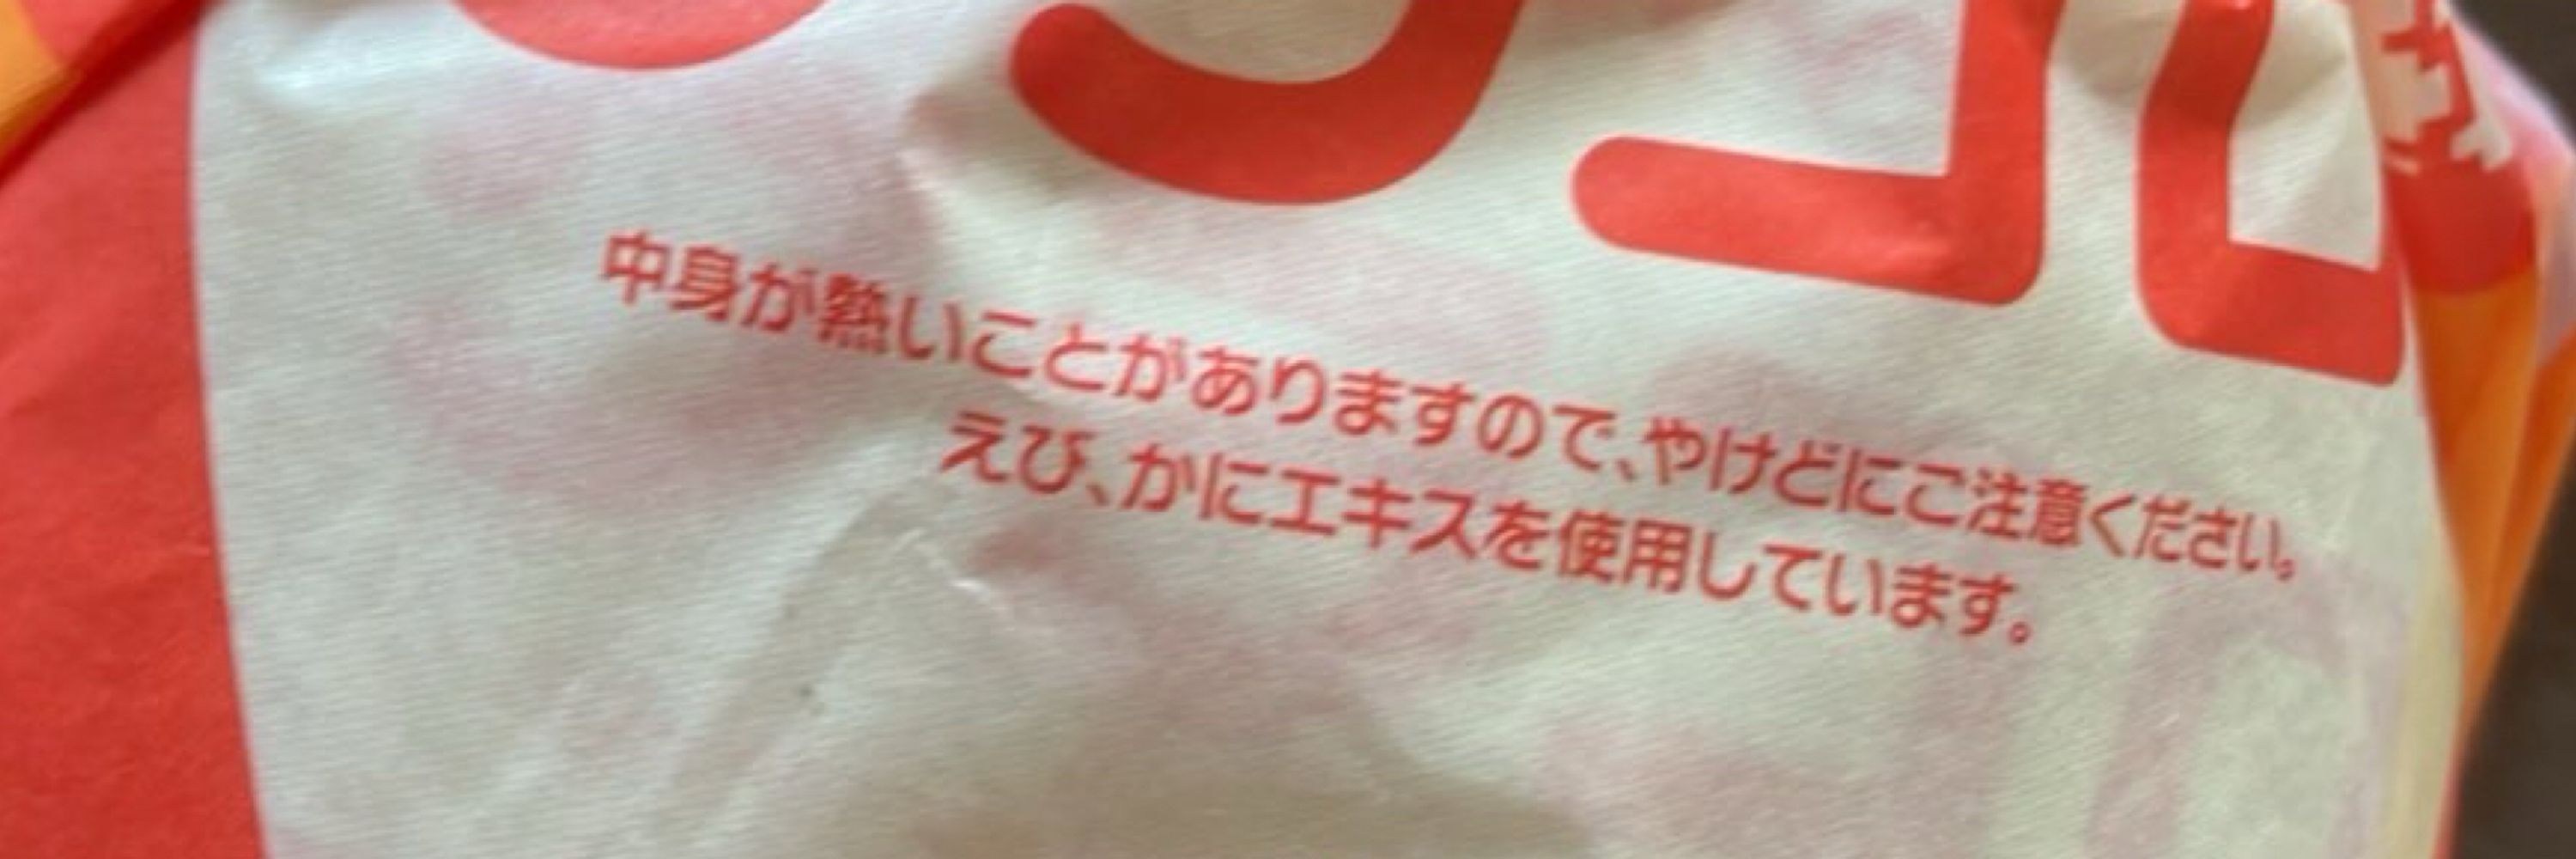 中身が熱いことがありますので、やけどにご注意ください。
えび、かにエキスを使用しています。